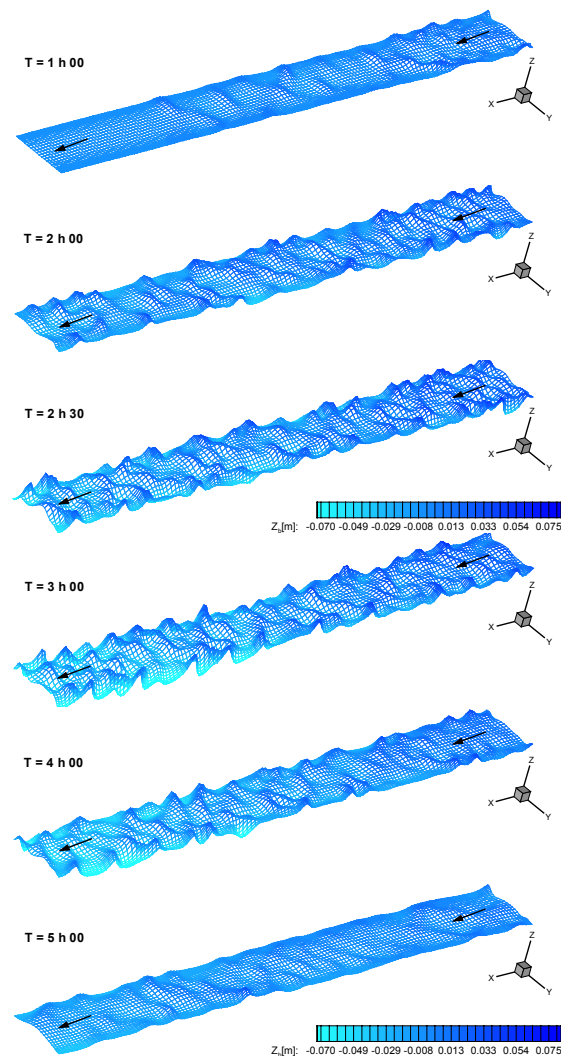 T = 1 h 00
Z
X
Y
T = 2 h 00
Z
X
Y
T = 2 h 30
Z
X
Y
Zb[m]: -0.070 -0.049 -0.029 -0.008 0.013 0.033 0.054 0.075
T = 3 h 00
Z
X
Y
T = 4 h 00
Z
X
Y
T = 5 h 00
Z
X
Y
Zb[m]: -0.070 -0.049 -0.029 -0.008 0.013 0.033 0.054 0.075